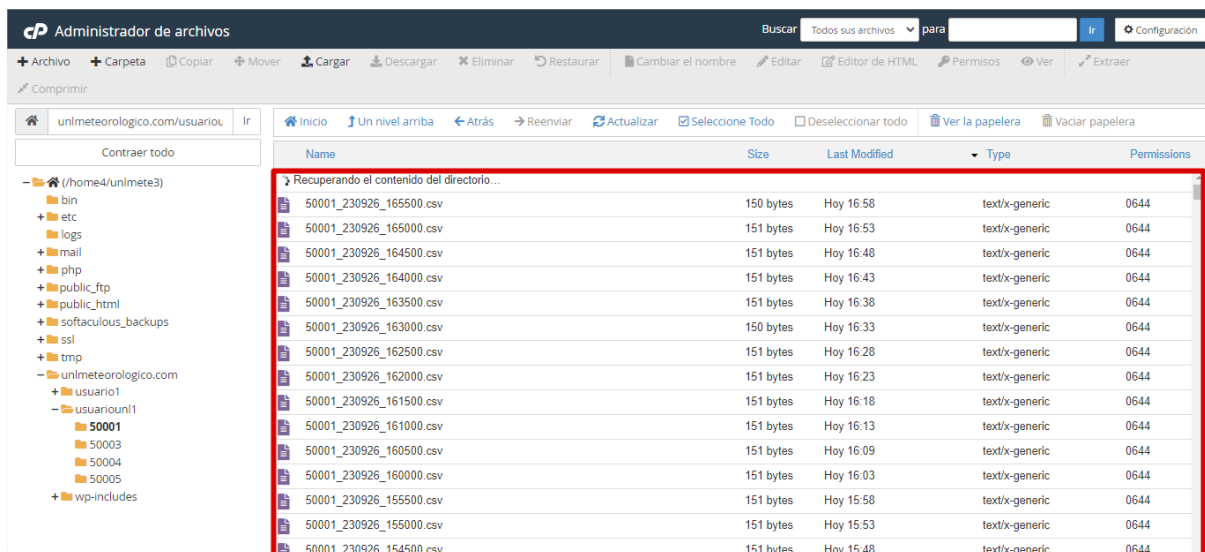 cP Administrador de archivos Buscar Todos sus archivos para Ir Configuración
Archivo Carpeta Copiar Mover Cargar Descargar Eliminar Restaurar Cambiar el nombre Editar Editor de HTML Permisos Ver Extraer
Comprimir
unlmeteorologico.com/usuariou Ir Inicio Un nivel arriba Atrás Reenviar Actualizar Seleccione Todo Deseleccionar todo Ver la papelera Vaciar papelera
Contraer todo
(/home4/unlmete3)
bin
etc
logs
mail
php
public_ftp
public_html
softaculous_backups
ssl
tmp
unlmeteorologico.com
usuario1
usuariounl1
50001
50003
50004
50005
wp-includes
Name Size Last Modified Type Permissions
Recuperando el contenido del directorio...
50001_230926_165500.csv 150 bytes Hoy 16:58 text/x-generic 0644
50001_230926_165000.csv 151 bytes Hoy 16:53 text/x-generic 0644
50001_230926_164500.csv 151 bytes Hoy 16:48 text/x-generic 0644
50001_230926_164000.csv 151 bytes Hoy 16:43 text/x-generic 0644
50001_230926_163500.csv 151 bytes Hoy 16:38 text/x-generic 0644
50001_230926_163000.csv 150 bytes Hoy 16:33 text/x-generic 0644
50001_230926_162500.csv 151 bytes Hoy 16:28 text/x-generic 0644
50001_230926_162000.csv 151 bytes Hoy 16:23 text/x-generic 0644
50001_230926_161500.csv 151 bytes Hoy 16:18 text/x-generic 0644
50001_230926_161000.csv 151 bytes Hoy 16:13 text/x-generic 0644
50001_230926_160500.csv 151 bytes Hoy 16:09 text/x-generic 0644
50001_230926_160000.csv 151 bytes Hoy 16:03 text/x-generic 0644
50001_230926_155500.csv 151 bytes Hoy 15:58 text/x-generic 0644
50001_230926_155000.csv 151 bytes Hoy 15:53 text/x-generic 0644
50001_230926_154500.csv 151 bytes Hoy 15:48 text/x-generic 0644